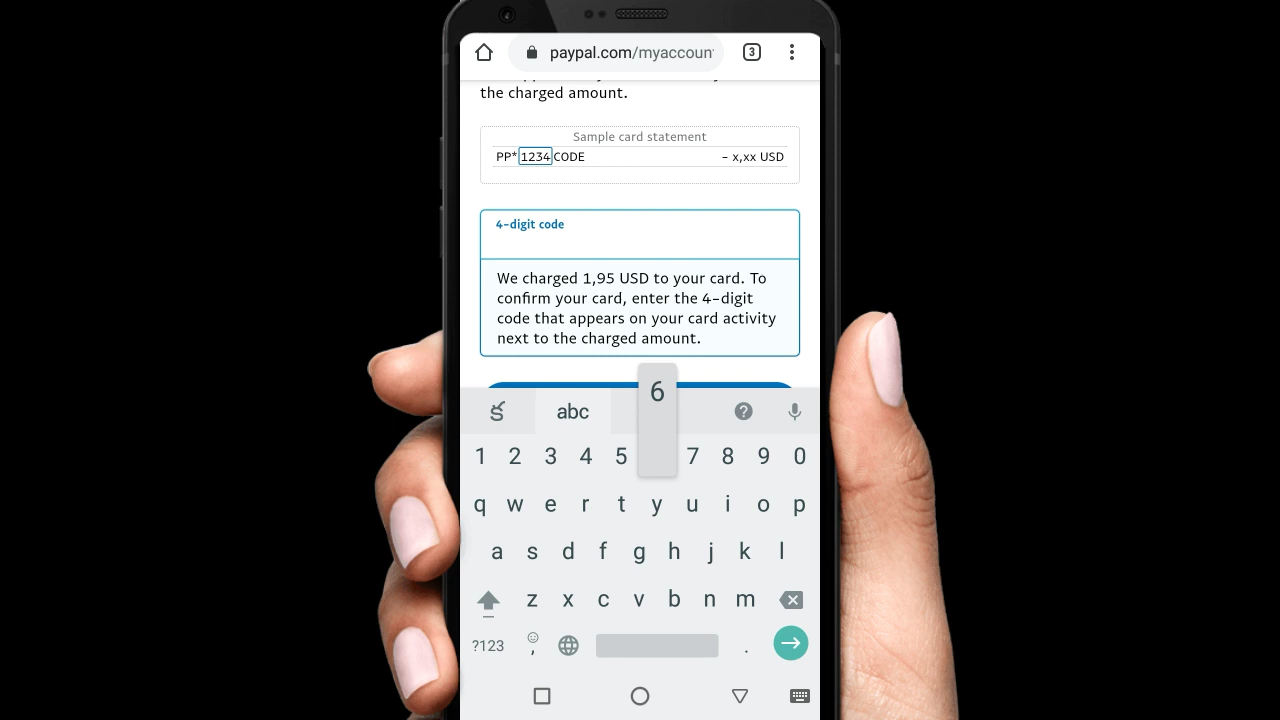 paypal.com/myaccoun
3
the charged amount.
Sample card statement
PP*1234CODE - x,xx USD
4-digit code
We charged 1,95 USD to your card. To
confirm your card, enter the 4-digit
code that appears on your card activity
next to the charged amount.
6
abc ?
1 2 3 4 5 7 8 9 0
q w e r t y u i o p
a s d f g h j k l
z x c v b n m
?123 , .